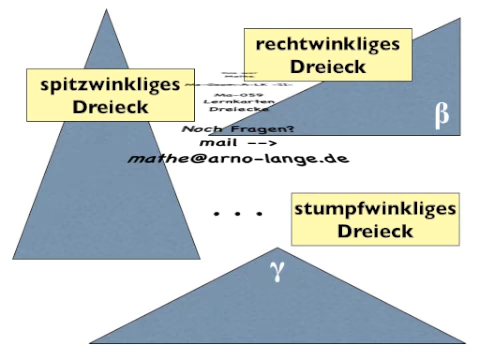 rechtwinkliges
Dreieck
β
spitzwinkliges
Dreieck
Ma-059
Lernkarten
Dreiecke
Noch Fragen?
mail -->
mathe@arno-lange.de
. . .
stumpfwinkliges
Dreieck
γ